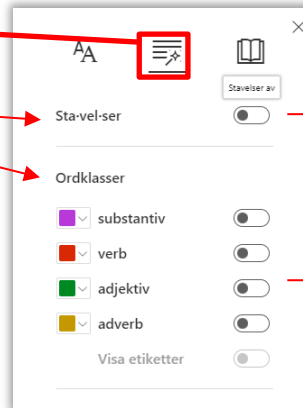 AA
Stavelser av
Sta·vel·ser
Ordklasser
substantiv
verb
adjektiv
adverb
Visa etiketter